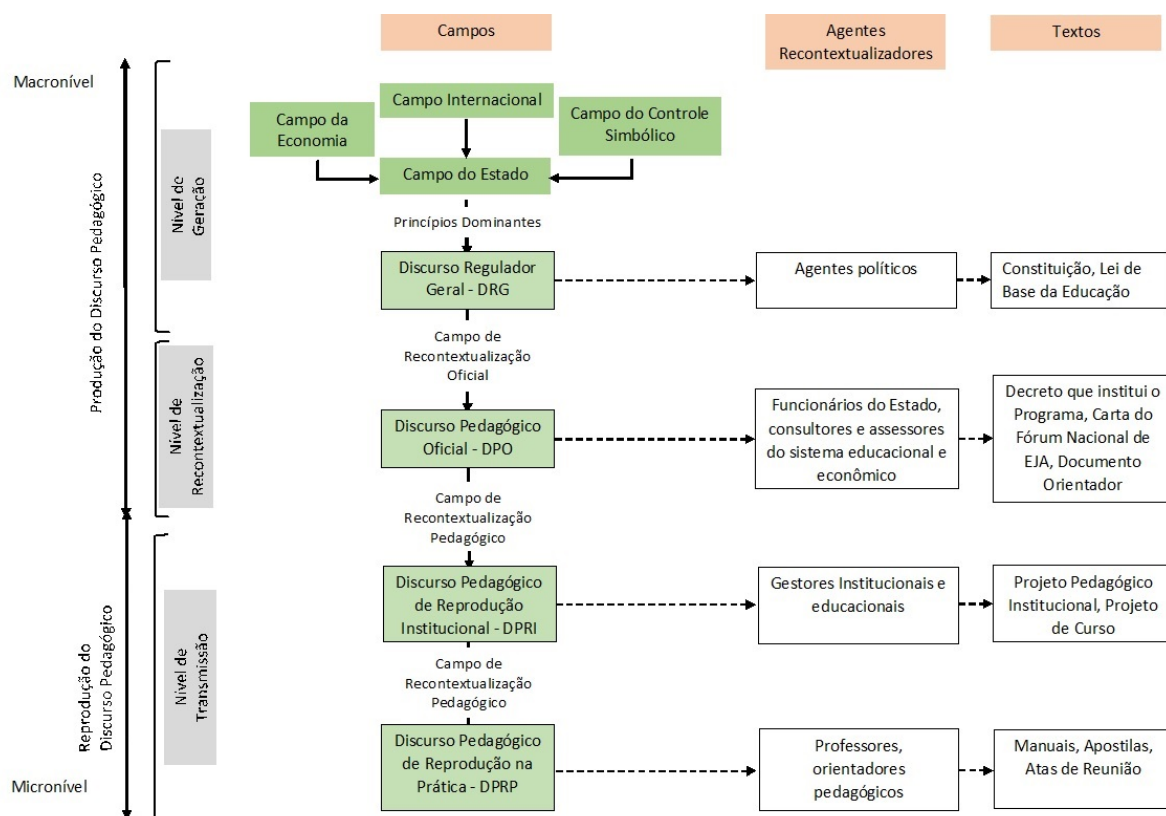 Campos
Agentes
Recontextualizadores
Textos
Macronível
Produção do Discurso Pedagógico
Nível de
Geração
Campo da
Economia
Campo Internacional
Campo do Controle
Simbólico
Campo do Estado
Princípios Dominantes
Discurso Regulador
Geral - DRG
Agentes políticos
Constituição, Lei de
Base da Educação
Campo de
Recontextualização
Oficial
Nível de
Recontextualização
Discurso Pedagógico
Oficial - DPO
Funcionários do Estado,
consultores e assessores
do sistema educacional e
econômico
Decreto que institui o
Programa, Carta do
Fórum Nacional de
EJA, Documento
Orientador
Campo de
Recontextualização
Pedagógico
Reprodução do
Discurso Pedagógico
Nível de
Transmissão
Discurso Pedagógico
de Reprodução
Institucional - DPRI
Gestores Institucionais e
educacionais
Projeto Pedagógico
Institucional, Projeto
de Curso
Campo de
Recontextualização
Pedagógico
Discurso Pedagógico
de Reprodução na
Prática - DPRP
Professores,
orientadores
pedagógicos
Manuais, Apostilas,
Atas de Reunião
Micronível